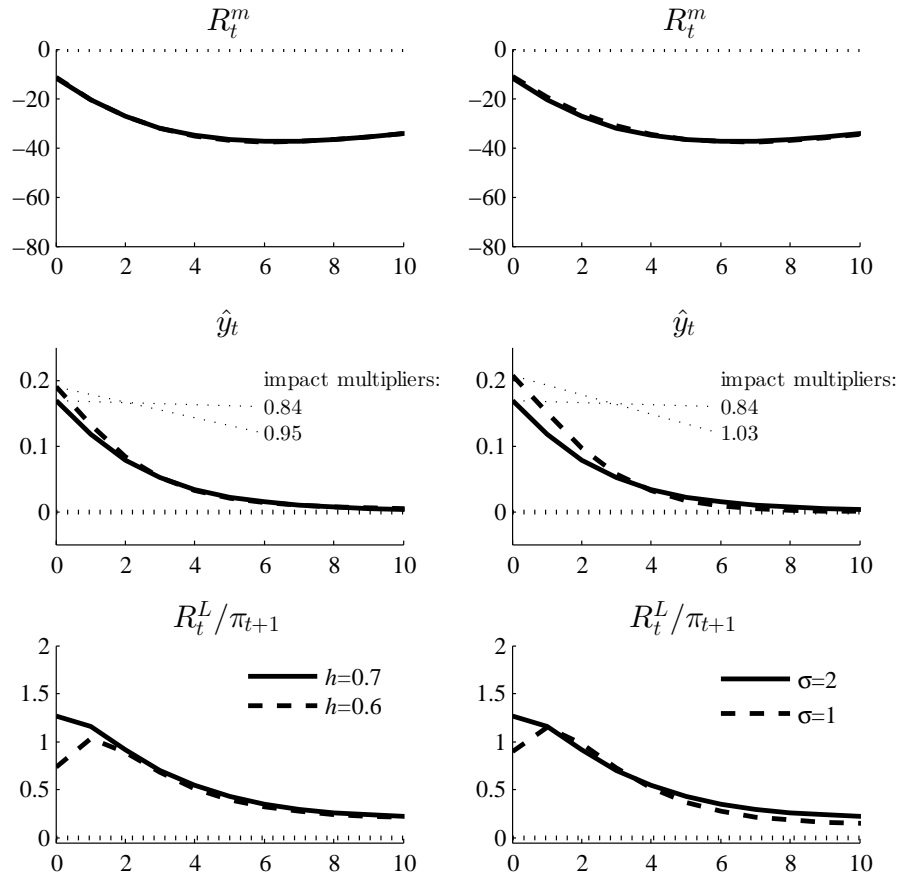 R_t^m R_t^m
0 0
−20 −20
−40 −40
−60 −60
−80 −80
0 2 4 6 8 10 0 2 4 6 8 10
ŷ_t ŷ_t
0.2 impact multipliers: 0.2 impact multipliers:
0.84 0.84
0.1 0.95 0.1 1.03
0 0
0 2 4 6 8 10 0 2 4 6 8 10
R_t^L/π_{t+1} R_t^L/π_{t+1}
2 2
1.5 h=0.7 1.5 σ=2
h=0.6 σ=1
1 1
0.5 0.5
0 0
0 2 4 6 8 10 0 2 4 6 8 10